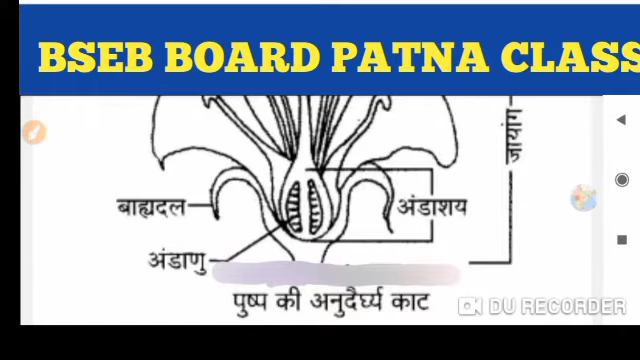 BSEB BOARD PATNA CLASS
जायांग
बाह्यदल
अंडाशय
अंडाणु
पुष्प की अनुदैर्घ्य काट
DU RECORDER